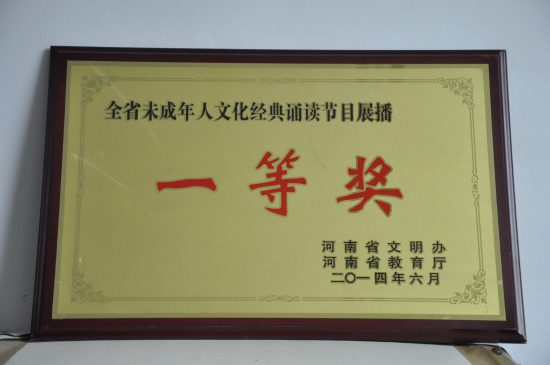 全省未成年人文化经典诵读节目展播
一等奖
河南省文明办
河南省教育厅
二〇一四年六月